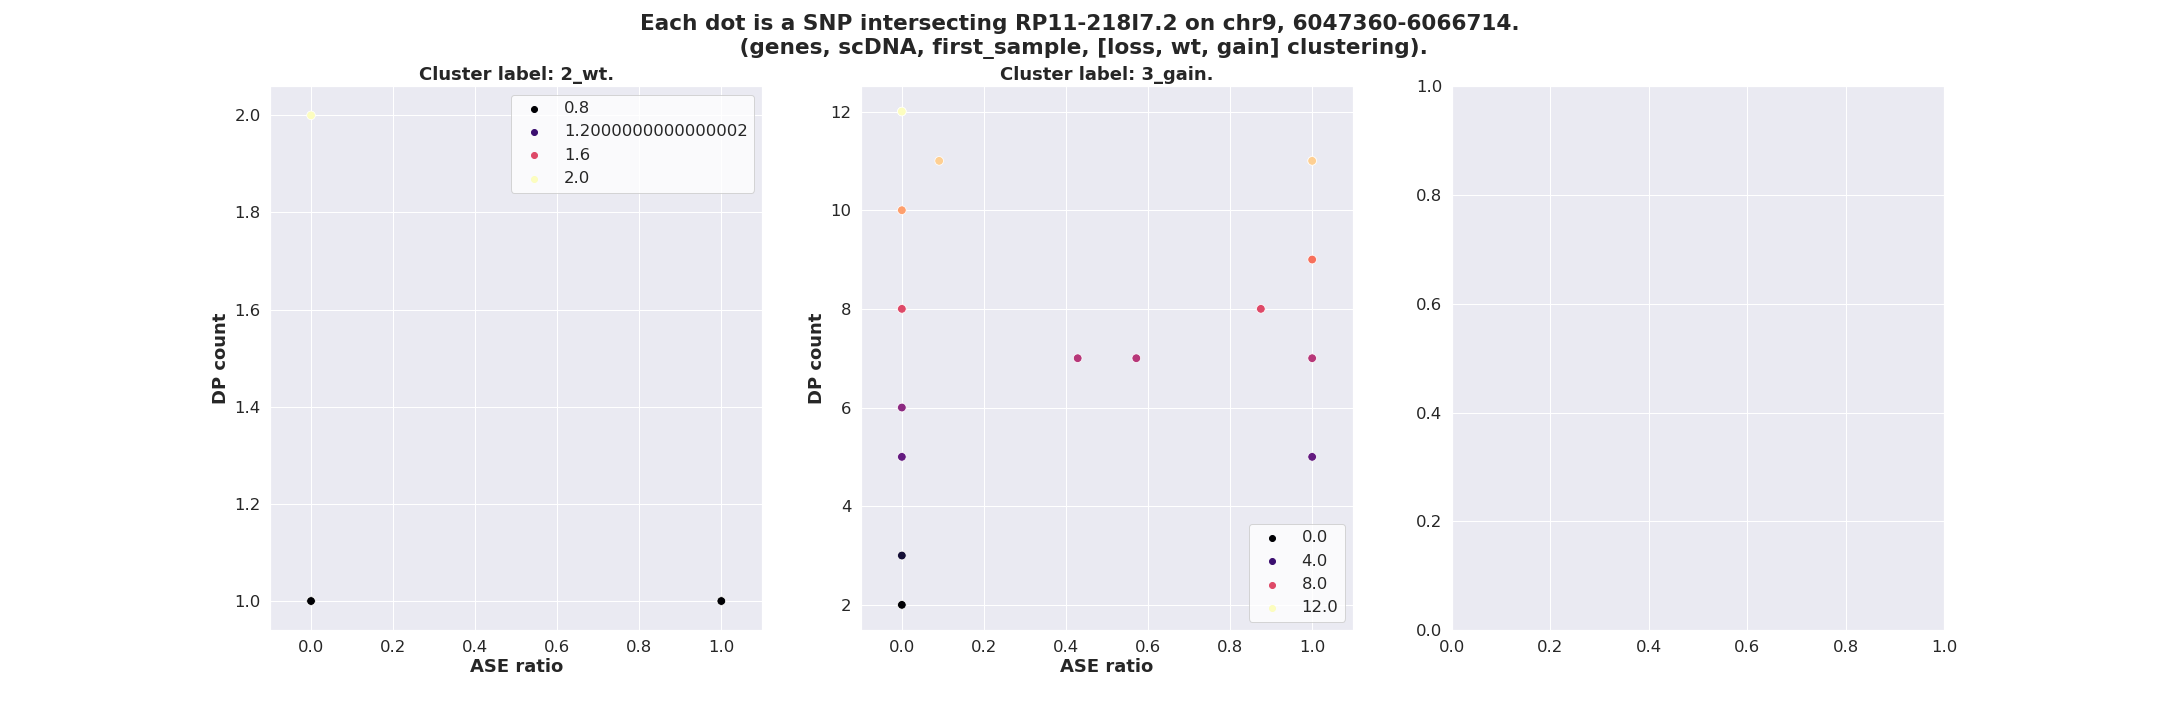 Each dot is a SNP intersecting RP11-218I7.2 on chr9, 6047360-6066714.
(genes, scDNA, first_sample, [loss, wt, gain] clustering).
Cluster label: 2_wt.
2.0
1.8
1.6
1.4
1.2
1.0
DP count
0.8
1.2000000000000002
1.6
2.0
0.0 0.2 0.4 0.6 0.8 1.0
ASE ratio
Cluster label: 3_gain.
12
10
8
6
4
2
DP count
0.0
4.0
8.0
12.0
0.0 0.2 0.4 0.6 0.8 1.0
ASE ratio
1.0
0.8
0.6
0.4
0.2
0.0
0.0 0.2 0.4 0.6 0.8 1.0